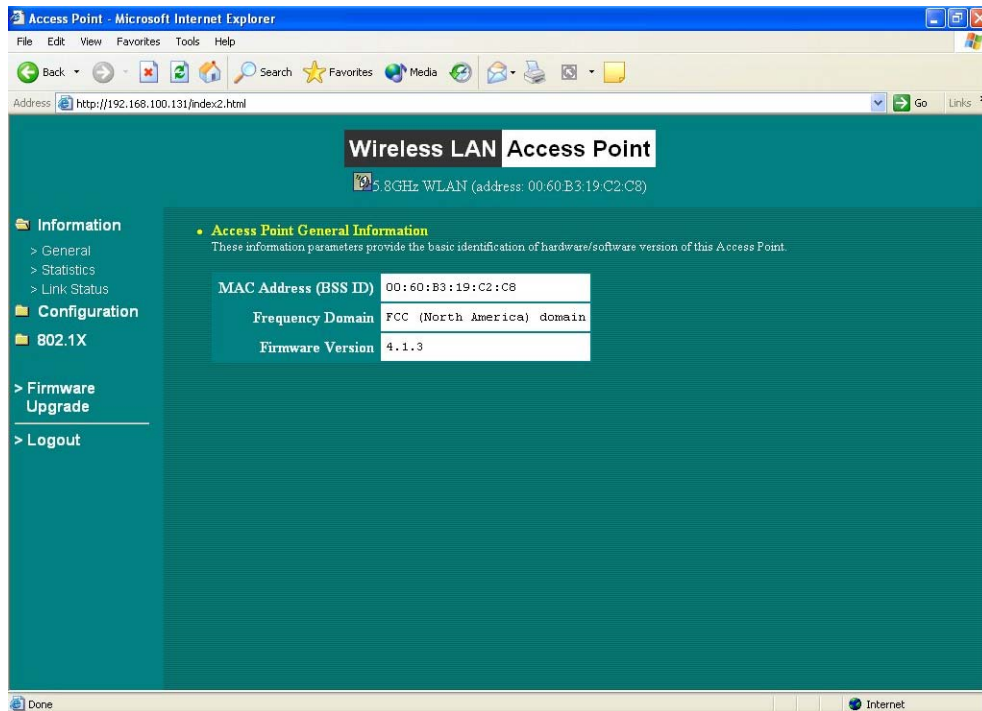 Access Point - Microsoft Internet Explorer
File Edit View Favorites Tools Help
Back Search Favorites Media
Address http://192.168.100.131/index2.html Go Links
Wireless LAN Access Point
5.8GHz WLAN (address: 00:60:B3:19:C2:C8)
Information
> General
> Statistics
> Link Status
Configuration
802.1X
> Firmware
Upgrade
> Logout
• Access Point General Information
These information parameters provide the basic identification of hardware/software version of this Access Point.
MAC Address (BSS ID) 00:60:B3:19:C2:C8
Frequency Domain FCC (North America) domain
Firmware Version 4.1.3
Done Internet